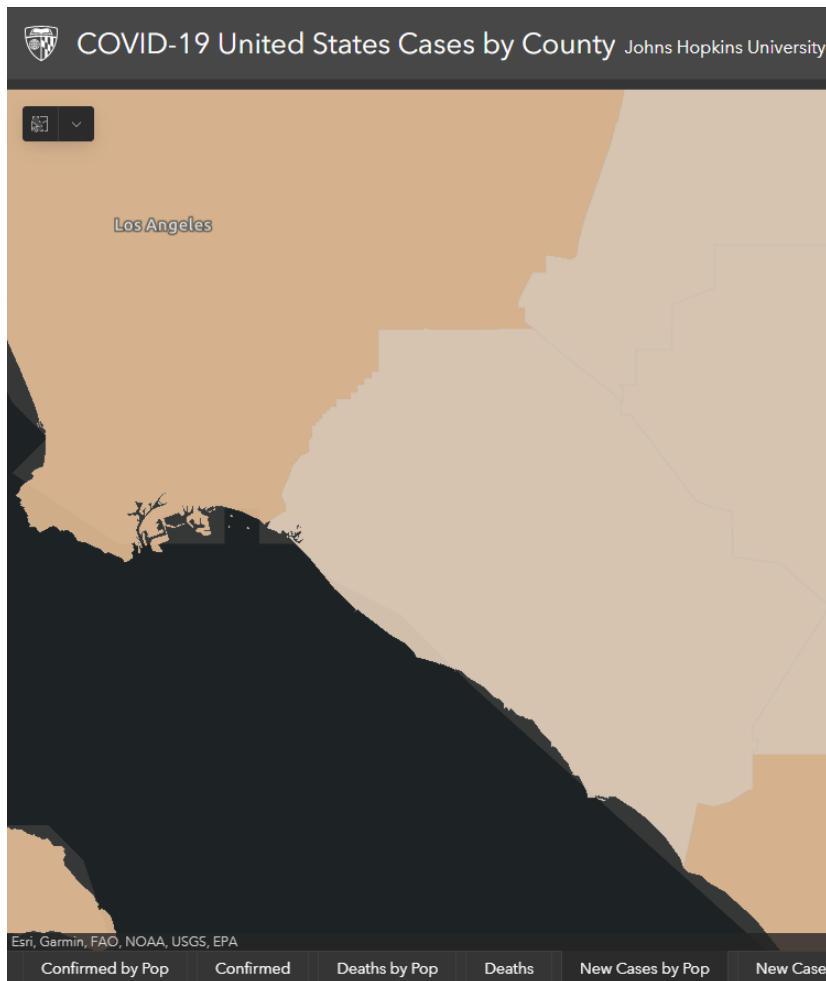 COVID-19 United States Cases by County Johns Hopkins University
Los Angeles
Esri, Garmin, FAO, NOAA, USGS, EPA
Confirmed by Pop Confirmed Deaths by Pop Deaths New Cases by Pop New Case